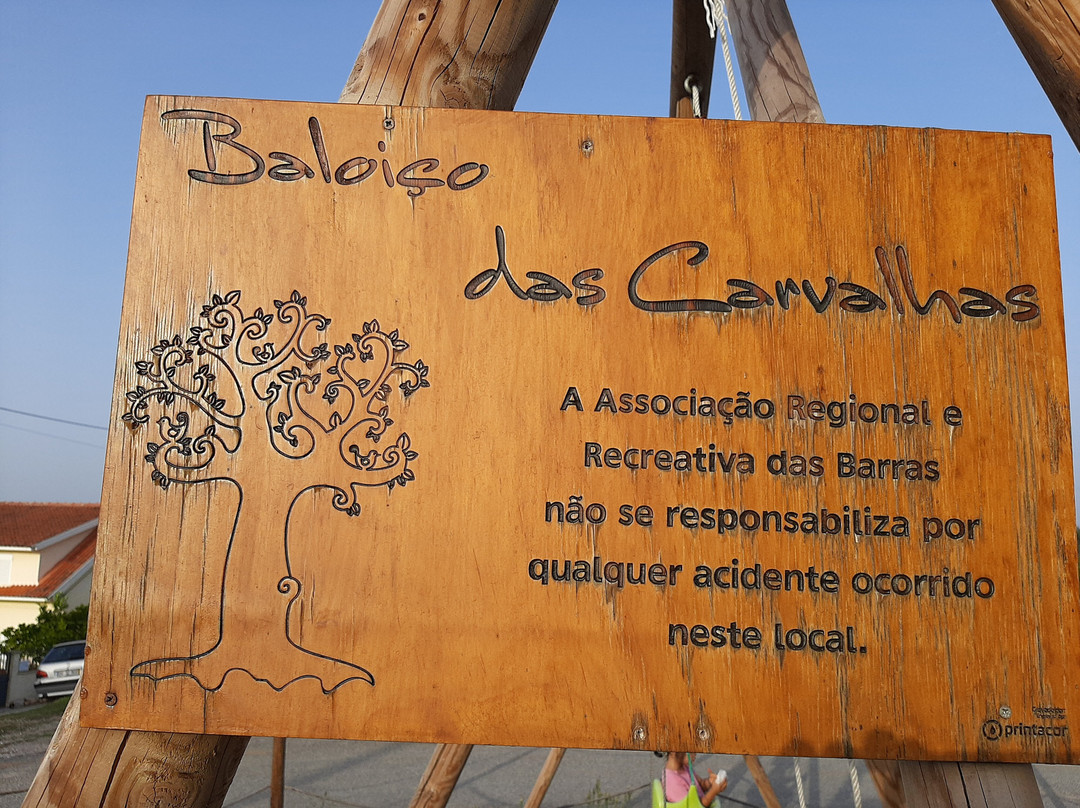 Baloiço
das Carvalhas
A Associação Regional e
Recreativa das Barras
não se responsabiliza por
qualquer acidente ocorrido
neste local.
printacor